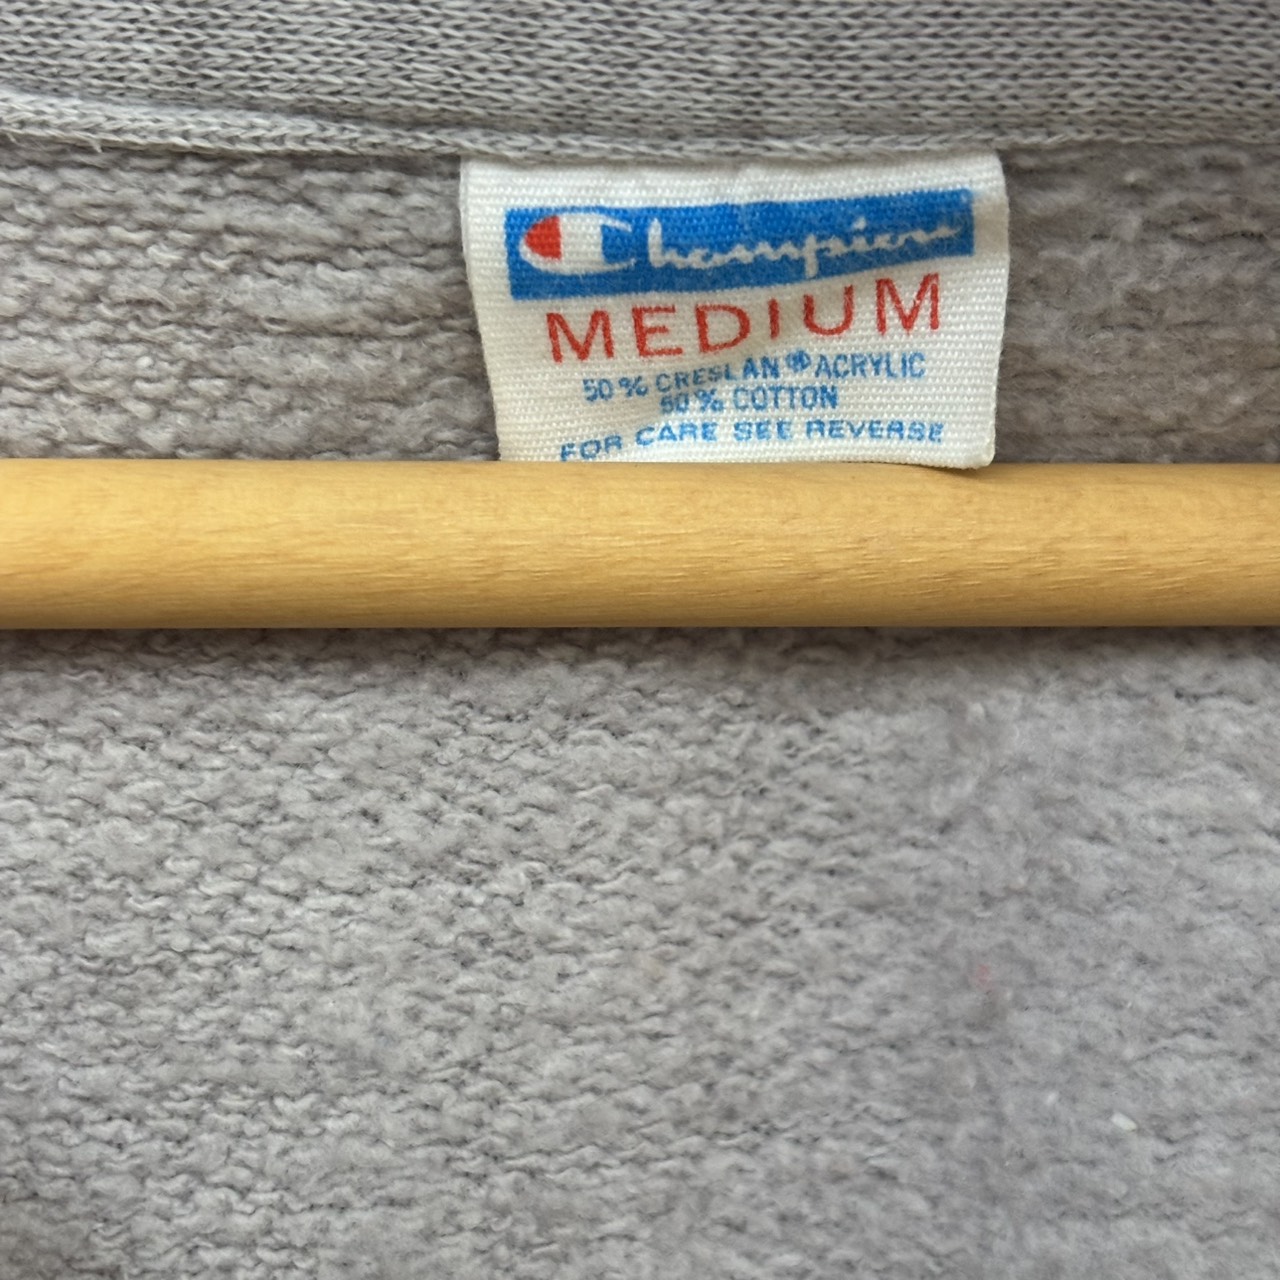 Champion
MEDIUM
50% CRESLAN® ACRYLIC
50% COTTON
FOR CARE SEE REVERSE